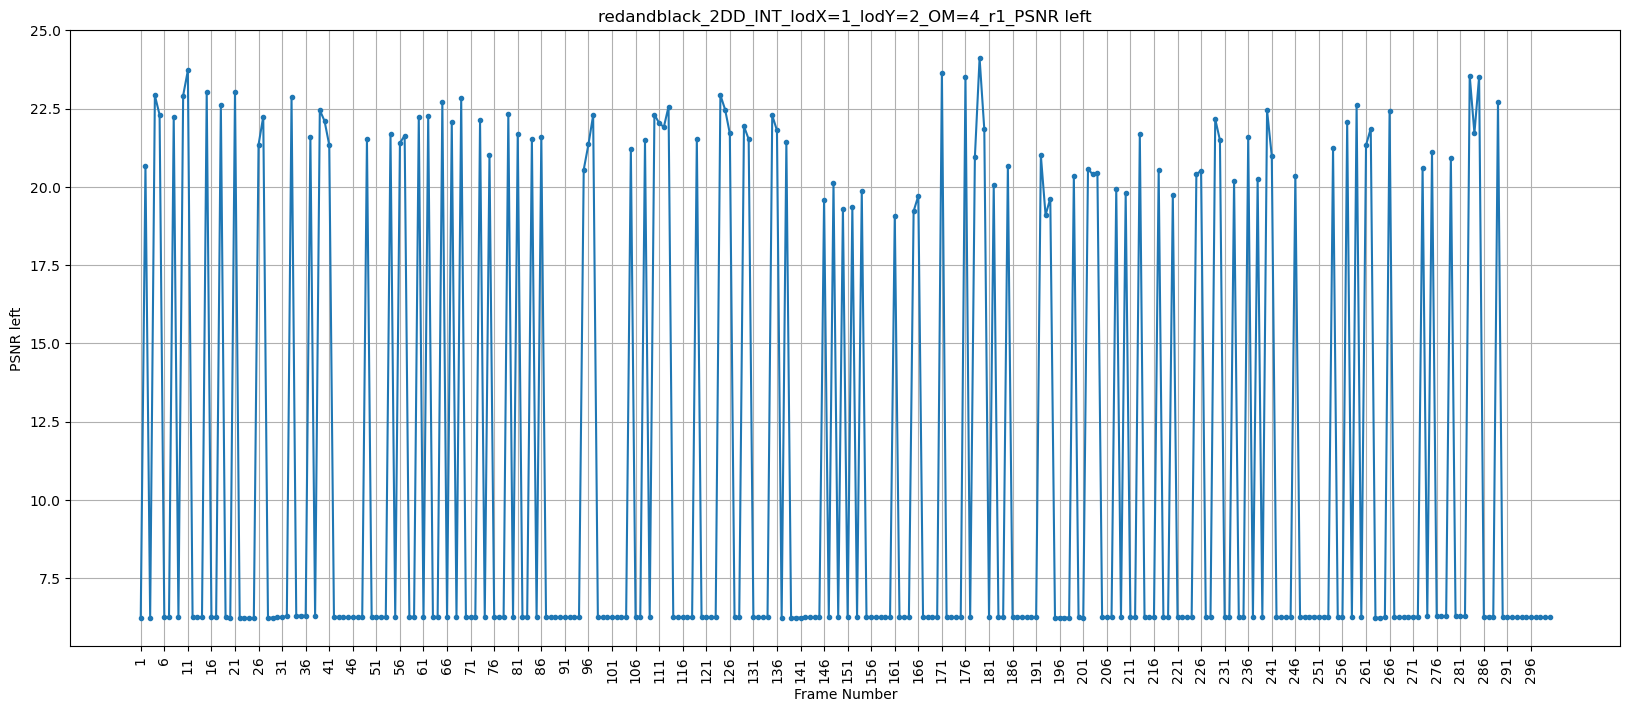 redandblack_2DD_INT_lodX=1_lodY=2_OM=4_r1_PSNR left
25.0
22.5
20.0
17.5
15.0
12.5
10.0
7.5
PSNR left
1 6 11 16 21 26 31 36 41 46 51 56 61 66 71 76 81 86 91 96 101 106 111 116 121 126 131 136 141 146 151 156 161 166 171 176 181 186 191 196 201 206 211 216 221 226 231 236 241 246 251 256 261 266 271 276 281 286 291 296
Frame Number